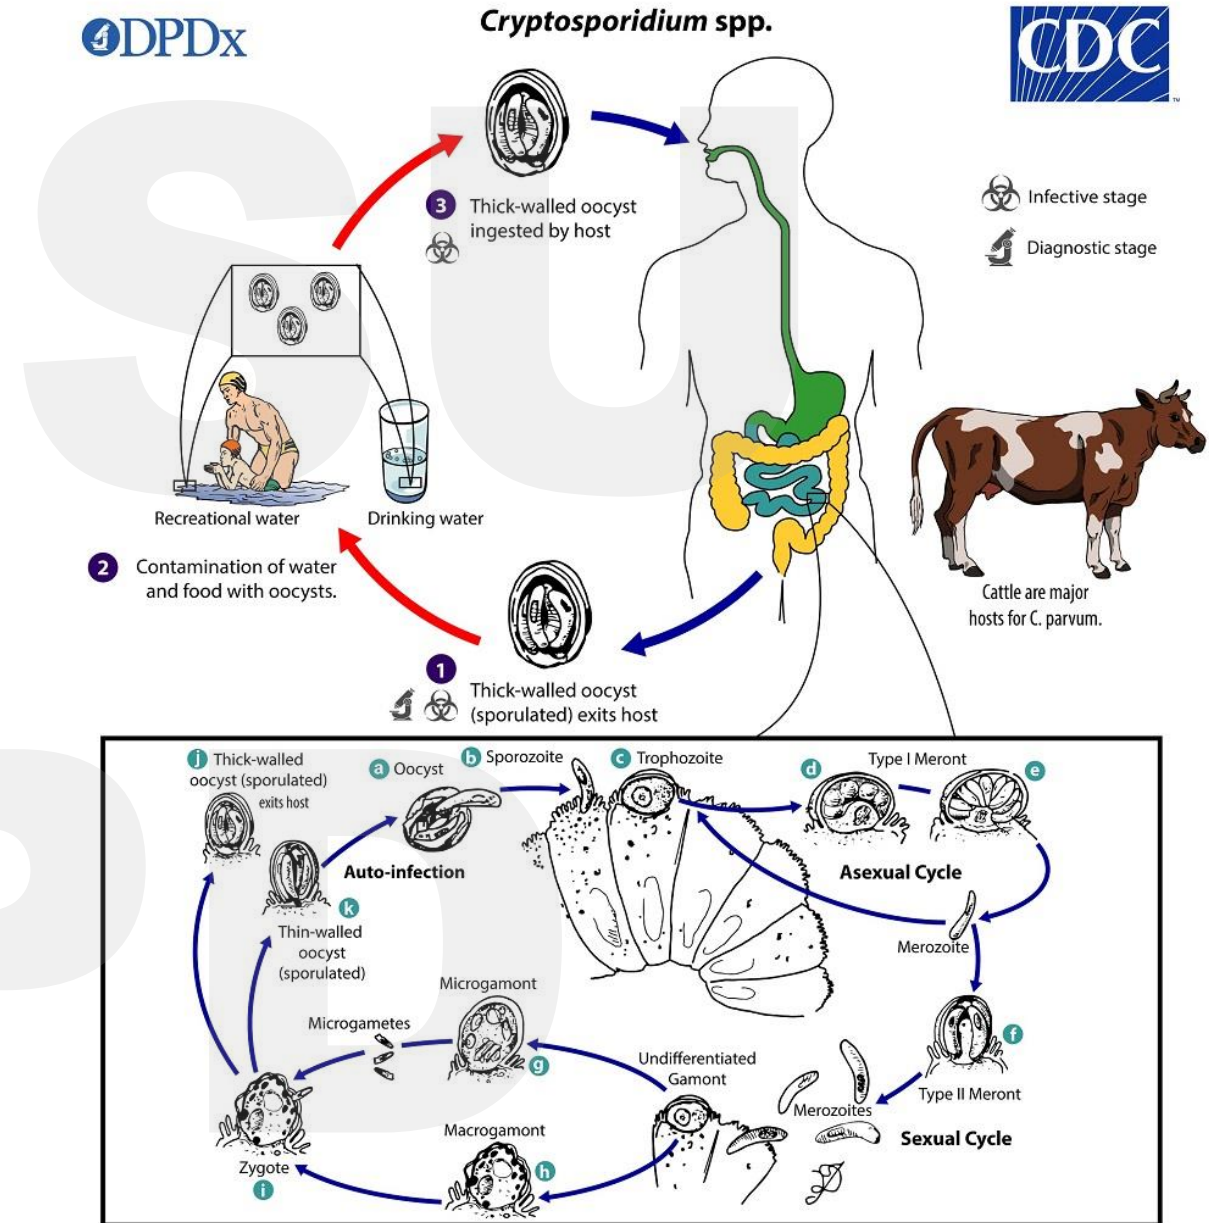 DPDx
Cryptosporidium spp.
CDC
TM
3
Thick-walled oocyst
ingested by host
Infective stage
Diagnostic stage
Recreational water
Drinking water
2
Contamination of water
and food with oocysts.
Cattle are major
hosts for C. parvum.
1
Thick-walled oocyst
(sporulated) exits host
j Thick-walled
oocyst (sporulated)
exits host
a Oocyst
b Sporozoite
c Trophozoite
d
Type I Meront
e
Auto-infection
Asexual Cycle
k
Thin-walled
oocyst
(sporulated)
Merozoite
Microgamont
g
Microgametes
Undifferentiated
Gamont
f
Type II Meront
Merozoites
Sexual Cycle
Macrogamont
h
Zygote
i
SU
PD